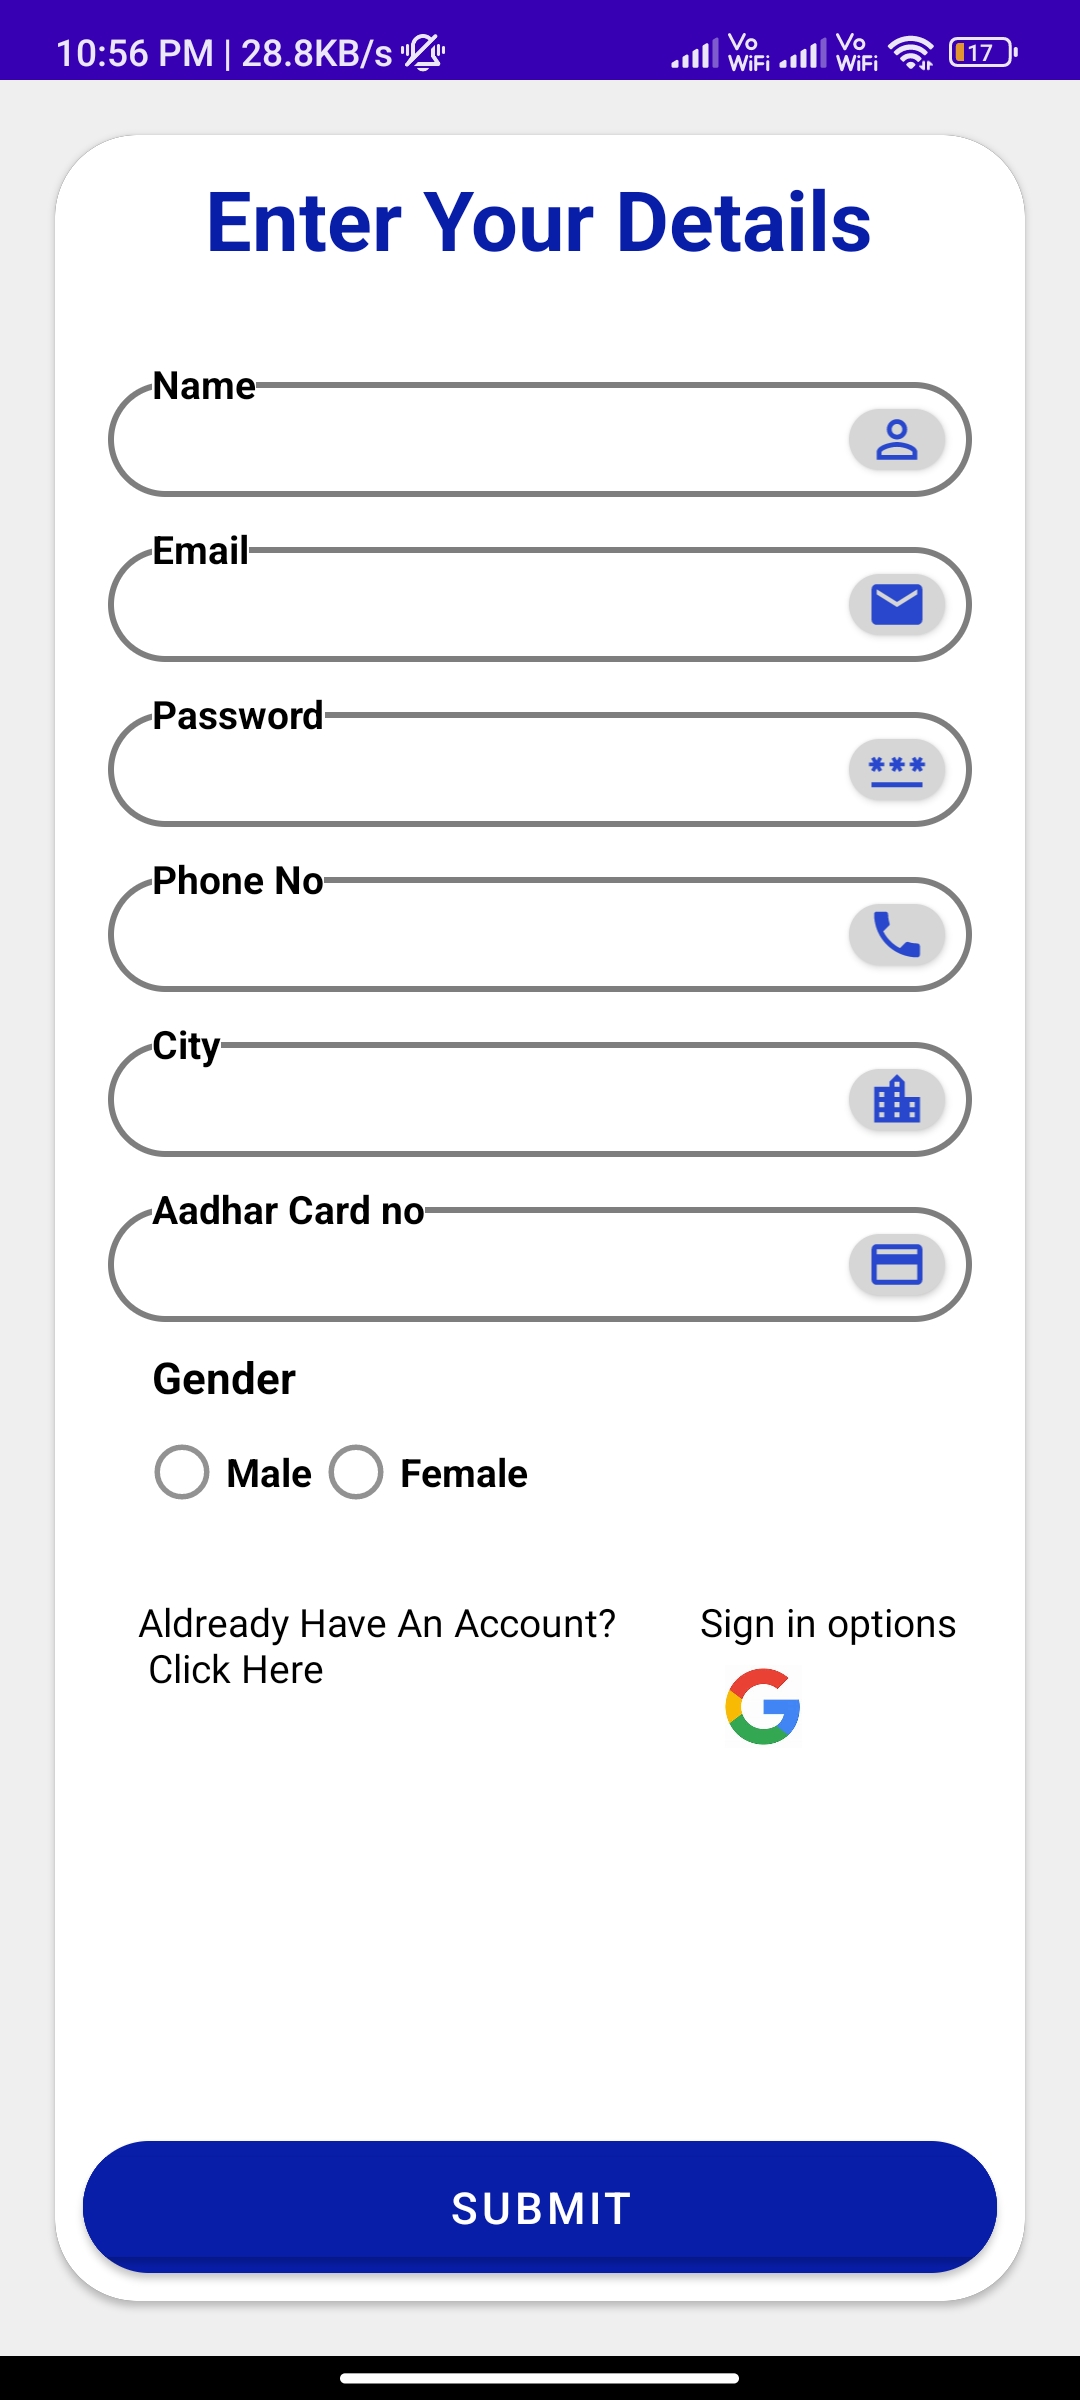 10:56 PM | 28.8KB/s Vo WiFi Vo WiFi 17
Enter Your Details
Name
Email
Password
***
Phone No
City
Aadhar Card no
Gender
Male Female
Aldready Have An Account? Sign in options
Click Here
SUBMIT